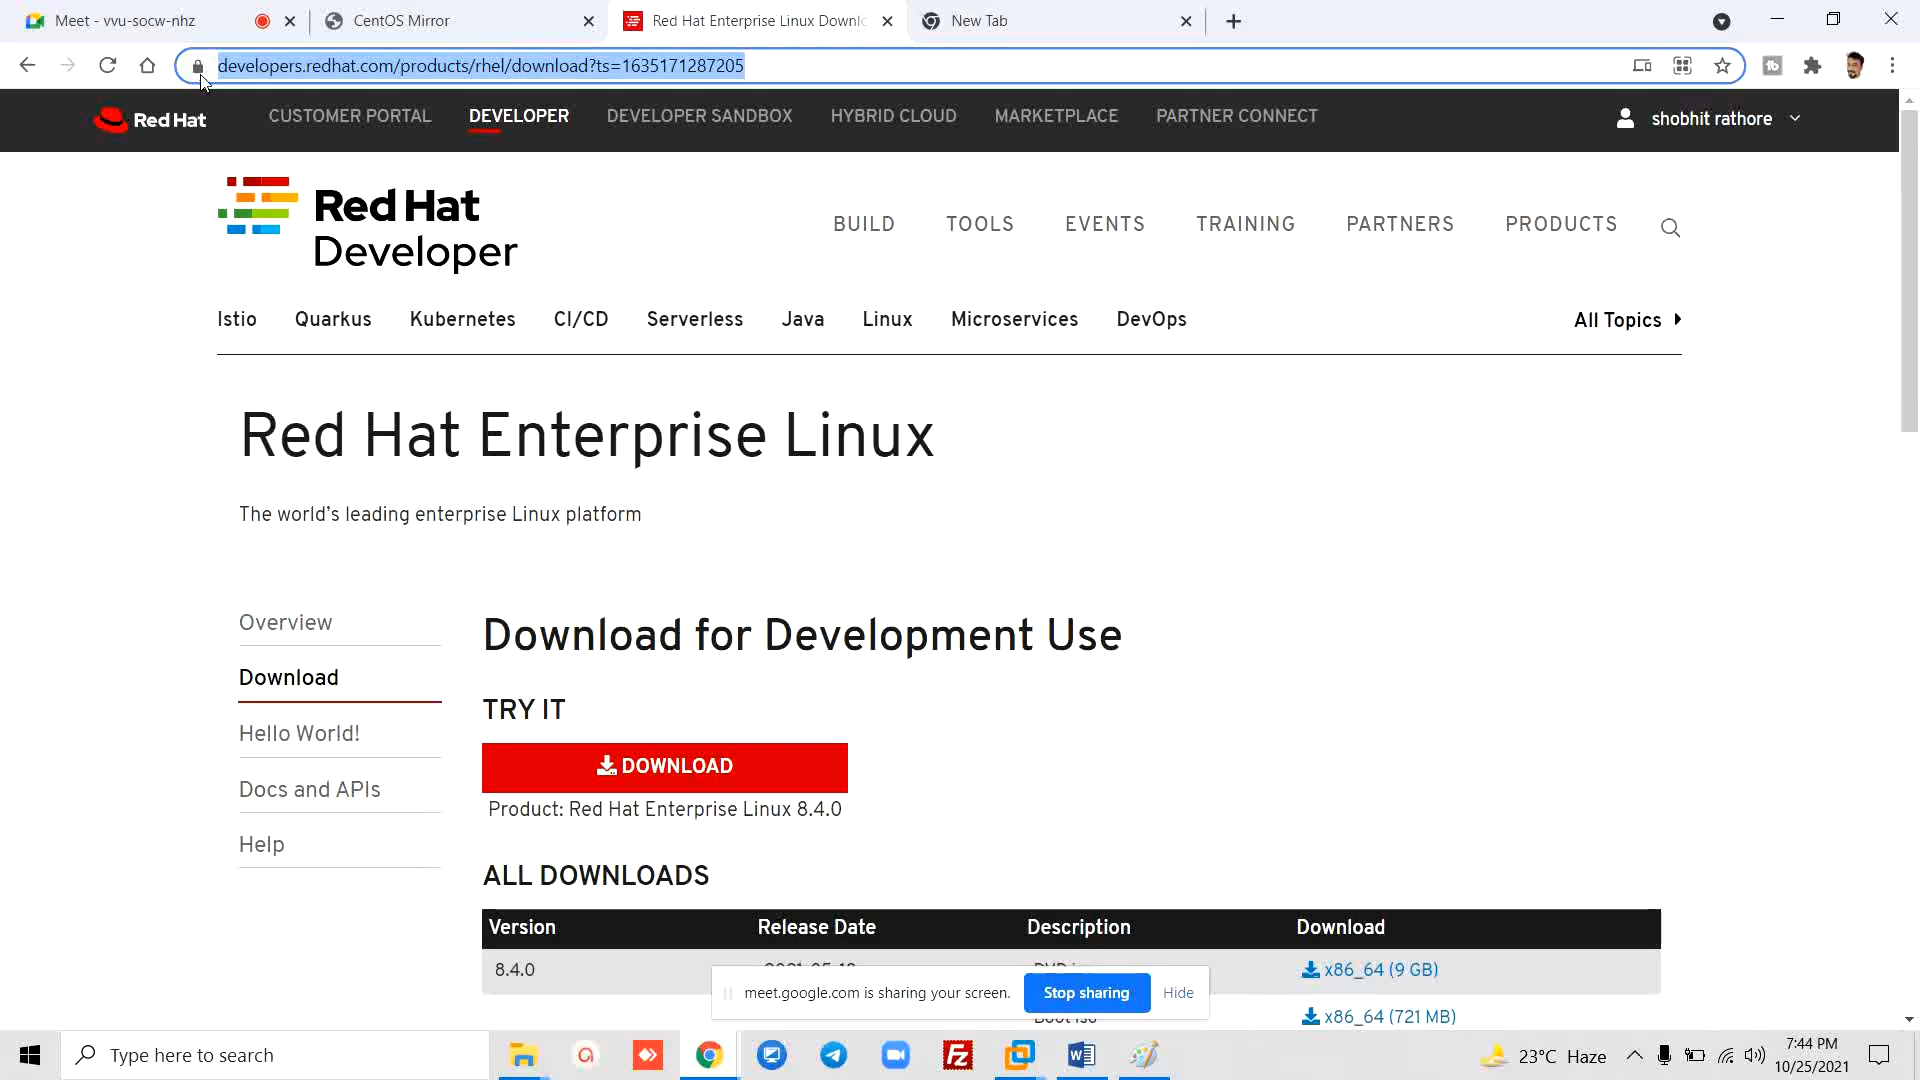 Meet - vvu-socw-nhz
CentOS Mirror
Red Hat Enterprise Linux Downlo
New Tab
developers.redhat.com/products/rhel/download?ts=1635171287205
Red Hat
CUSTOMER PORTAL
DEVELOPER
DEVELOPER SANDBOX
HYBRID CLOUD
MARKETPLACE
PARTNER CONNECT
shobhit rathore
Red Hat
Developer
BUILD
TOOLS
EVENTS
TRAINING
PARTNERS
PRODUCTS
Istio
Quarkus
Kubernetes
CI/CD
Serverless
Java
Linux
Microservices
DevOps
All Topics
Red Hat Enterprise Linux
The world's leading enterprise Linux platform
Overview
Download
Hello World!
Docs and APIs
Help
Download for Development Use
TRY IT
DOWNLOAD
Product: Red Hat Enterprise Linux 8.4.0
ALL DOWNLOADS
Version Release Date Description Download
8.4.0 x86_64 (9 GB)
x86_64 (721 MB)
meet.google.com is sharing your screen.
Stop sharing
Hide
Type here to search
23°C Haze
7:44 PM
10/25/2021